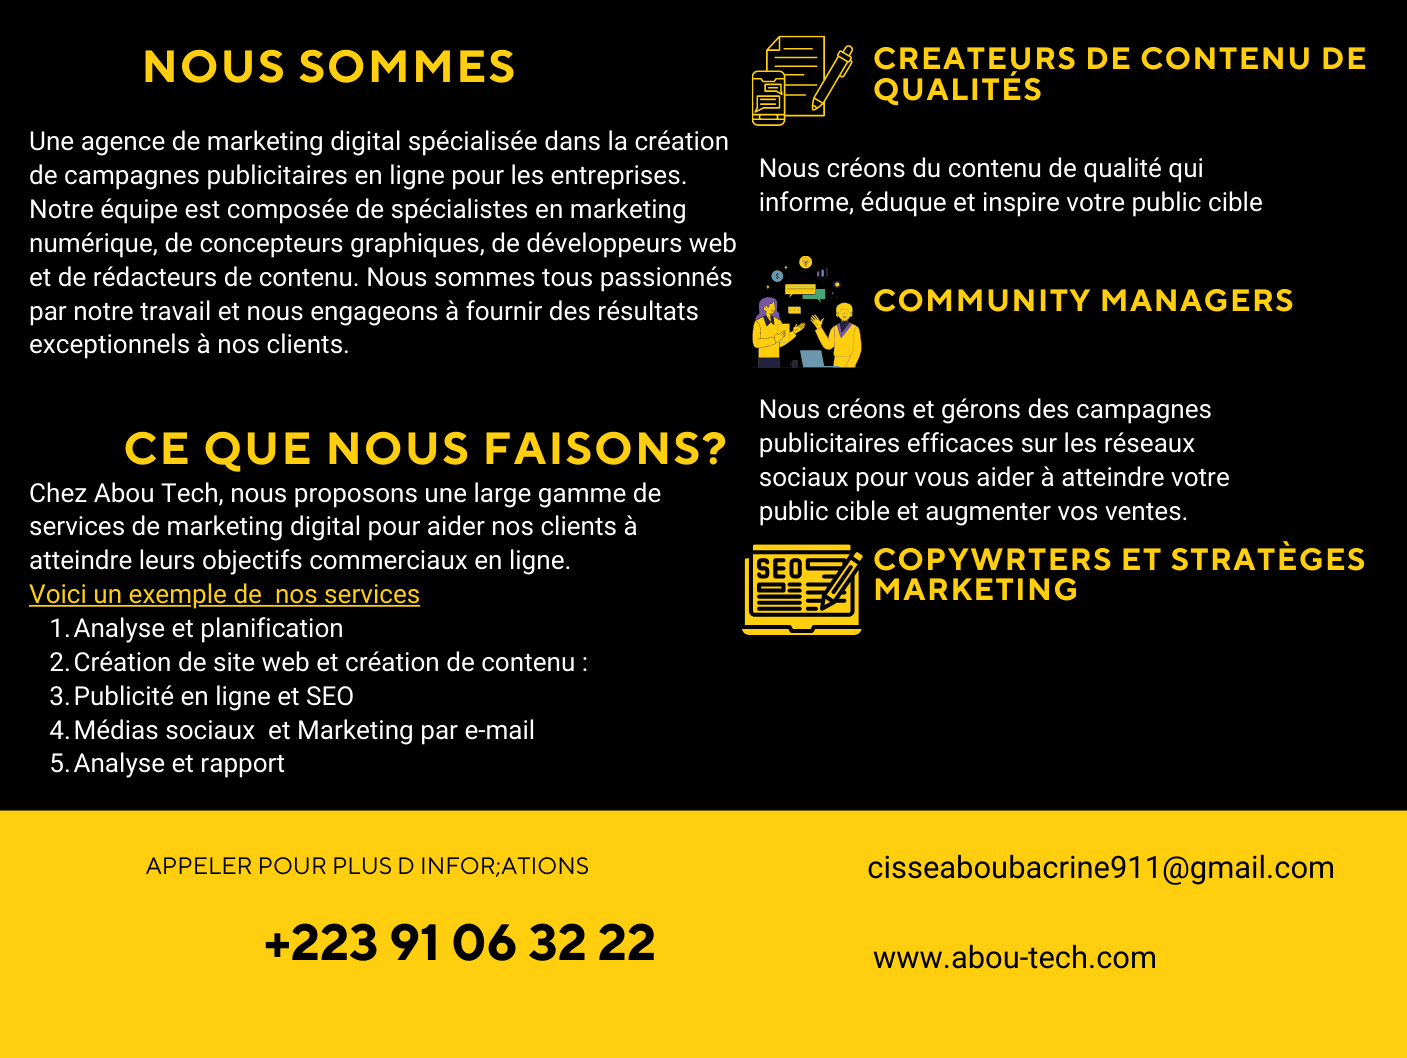 NOUS SOMMES
Une agence de marketing digital spécialisée dans la création
de campagnes publicitaires en ligne pour les entreprises.
Notre équipe est composée de spécialistes en marketing
numérique, de concepteurs graphiques, de développeurs web
et de rédacteurs de contenu. Nous sommes tous passionnés
par notre travail et nous engageons à fournir des résultats
exceptionnels à nos clients.
CE QUE NOUS FAISONS?
Chez Abou Tech, nous proposons une large gamme de
services de marketing digital pour aider nos clients à
atteindre leurs objectifs commerciaux en ligne.
Voici un exemple de  nos services
1. Analyse et planification
2. Création de site web et création de contenu :
3. Publicité en ligne et SEO
4. Médias sociaux  et Marketing par e-mail
5. Analyse et rapport
CREATEURS DE CONTENU DE
QUALITÉS
Nous créons du contenu de qualité qui
informe, éduque et inspire votre public cible
COMMUNITY MANAGERS
Nous créons et gérons des campagnes
publicitaires efficaces sur les réseaux
sociaux pour vous aider à atteindre votre
public cible et augmenter vos ventes.
SEO
COPYWRTERS ET STRATÈGES
MARKETING
APPELER POUR PLUS D INFOR;ATIONS
+223 91 06 32 22
cisseaboubacrine911@gmail.com
www.abou-tech.com